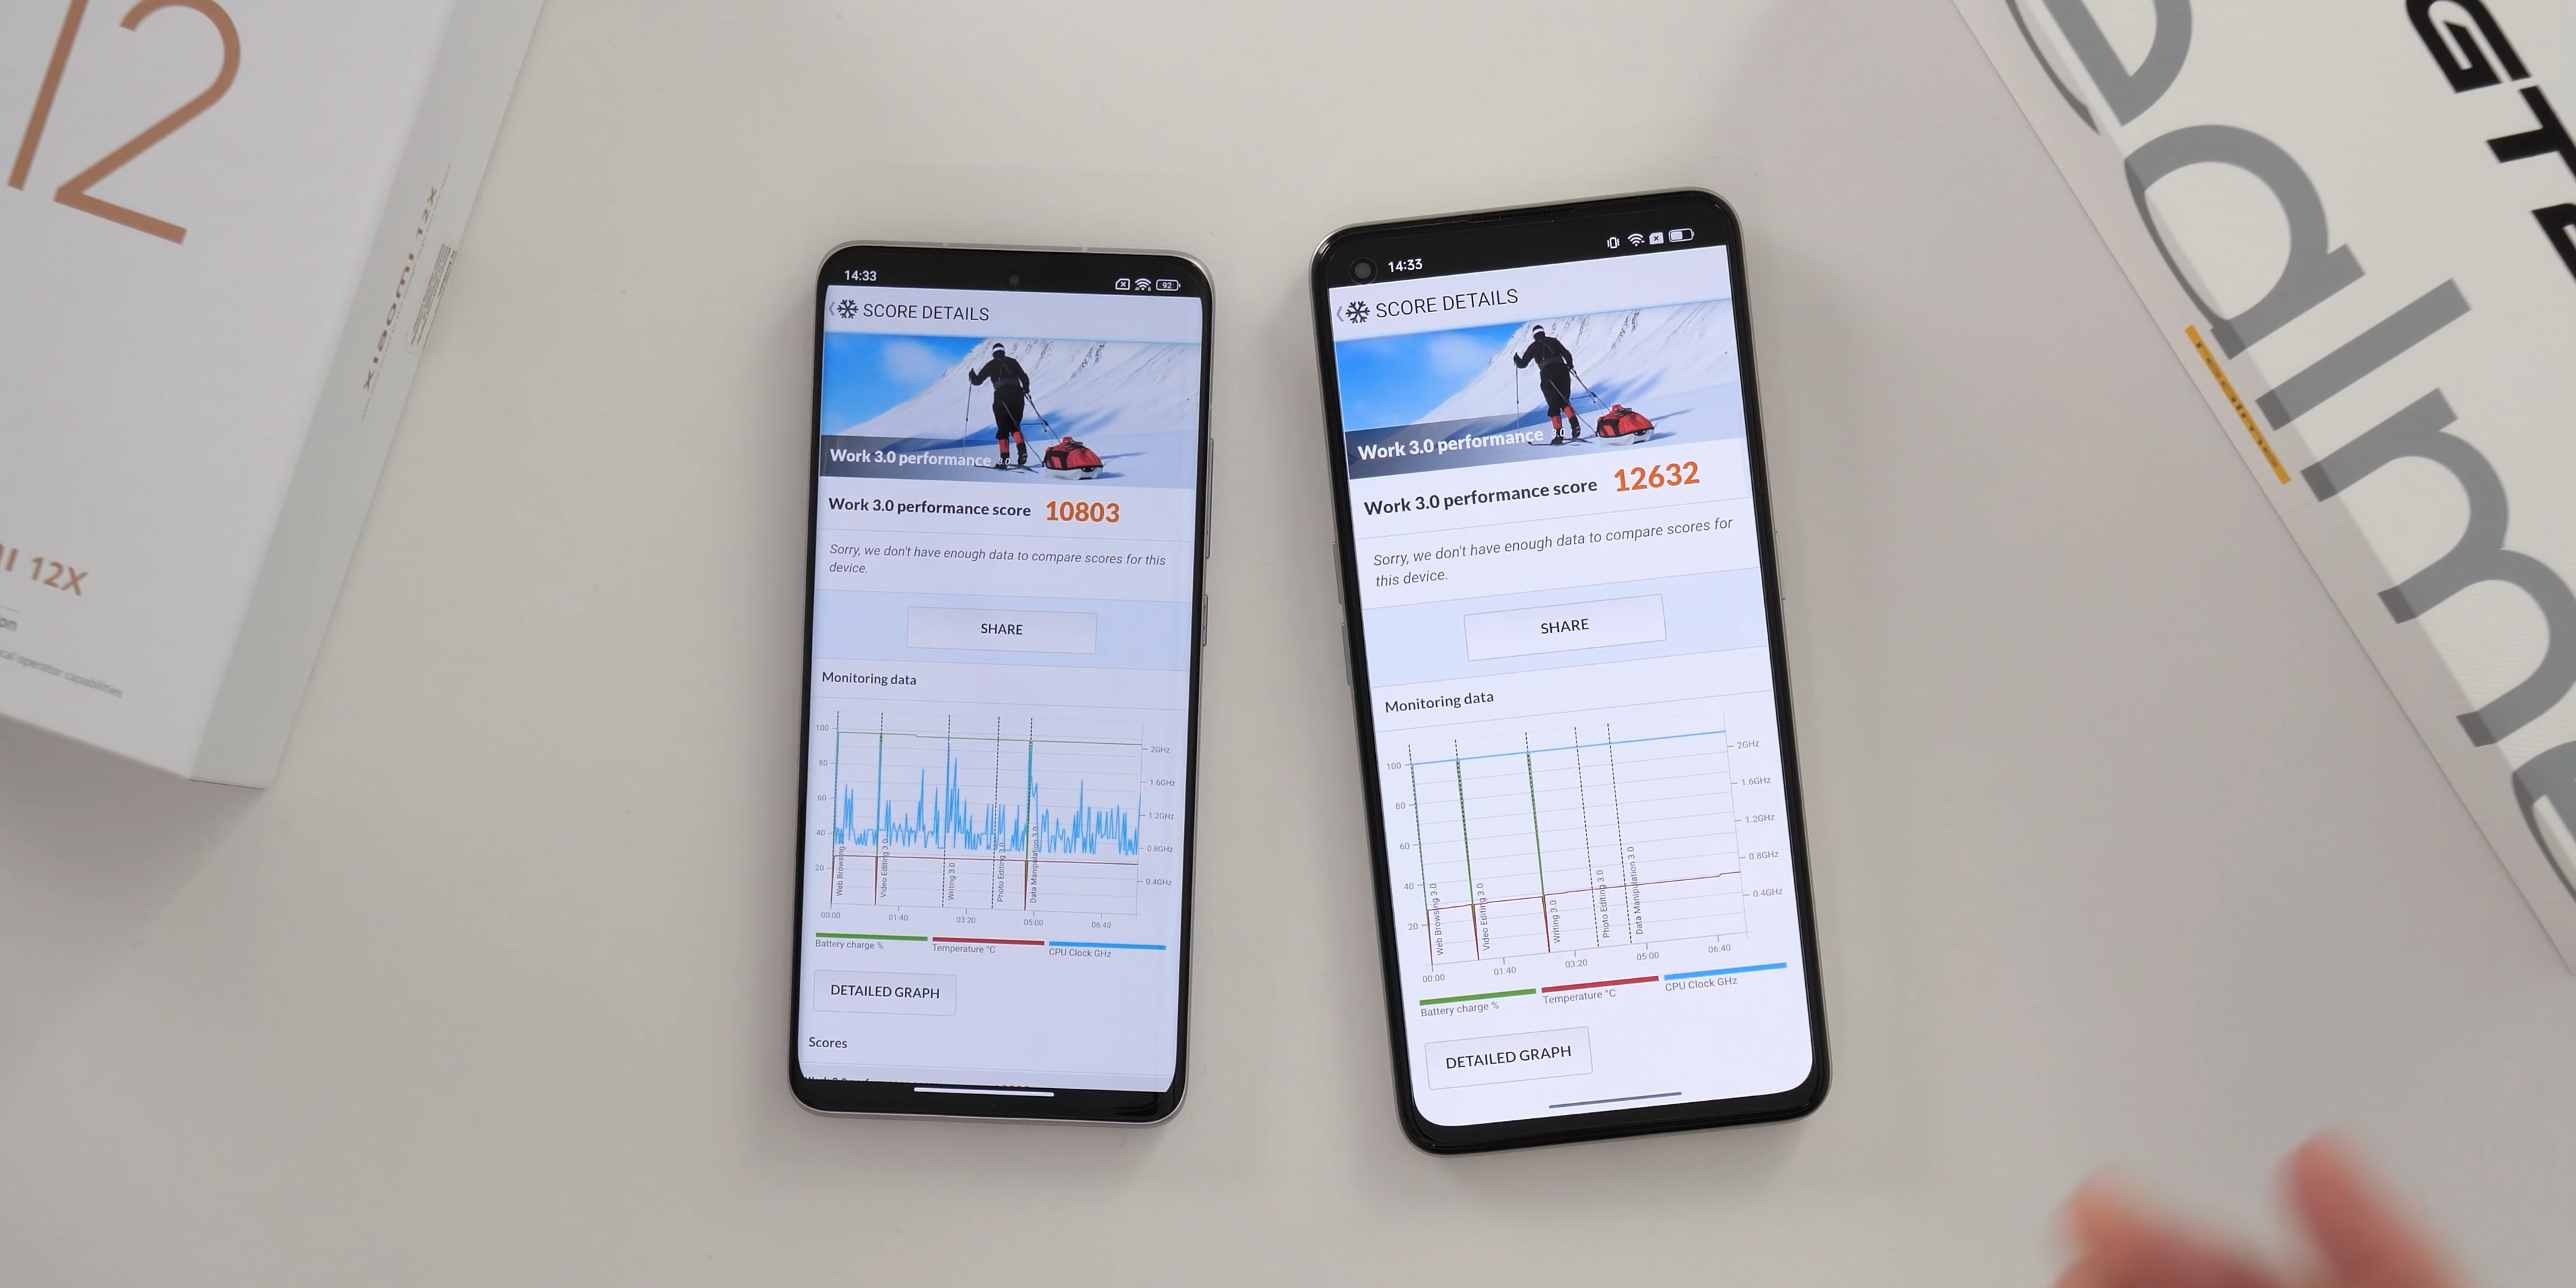 12
xiaomi 12X
I 12X
14:33
92
SCORE DETAILS
Work 3.0 performance 3.0
Work 3.0 performance score 10803
Sorry, we don't have enough data to compare scores for this
device.
SHARE
Monitoring data
100
80
60
40
20
2GHz
1.6GHz
1.2GHz
0.8GHz
0.4GHz
Web Browsing
Video Editing 3.0
Writing 3.0
Photo Editing 3.0
Data Manipulation 3.0
00:00
01:40
03:20
05:00
06:40
Battery charge %
Temperature °C
CPU Clock GHz
DETAILED GRAPH
Scores
14:33
SCORE DETAILS
Work 3.0 performance 3.0
Work 3.0 performance score 12632
Sorry, we don't have enough data to compare scores for
this device.
SHARE
Monitoring data
100
80
60
40
20
2GHz
1.6GHz
1.2GHz
0.8GHz
0.4GHz
Web Browsing 3.0
Video Editing 3.0
Writing 3.0
Photo Editing 3.0
Data Manipulation 3.0
00:00
01:40
03:20
05:00
06:40
Battery charge %
Temperature °C
CPU Clock GHz
DETAILED GRAPH
GT
ealme